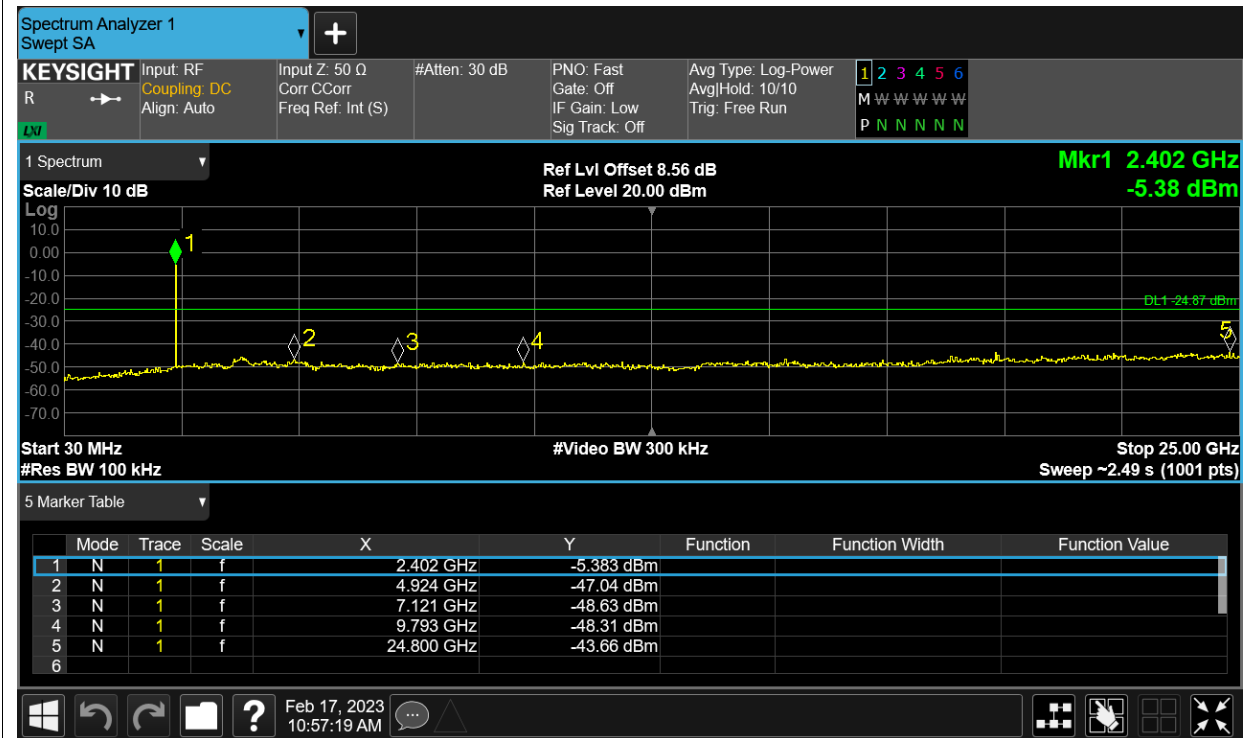 Spectrum Analyzer 1
Swept SA
+
KEYSIGHT Input: RF Input Z: 50 Ω #Atten: 30 dB PNO: Fast Avg Type: Log-Power 1 2 3 4 5 6
R Coupling: DC Corr CCorr Gate: Off Avg|Hold: 10/10 M W W W W W
Align: Auto Freq Ref: Int (S) IF Gain: Low Trig: Free Run
LXI Sig Track: Off P N N N N N
1 Spectrum Ref Lvl Offset 8.56 dB Mkr1 2.402 GHz
Scale/Div 10 dB Ref Level 20.00 dBm -5.38 dBm
Log
10.0 1
0.00
-10.0
-20.0 DL1 -24.87 dBm
-30.0
-40.0 2 3 4 5
-50.0
-60.0
-70.0
Start 30 MHz #Video BW 300 kHz Stop 25.00 GHz
#Res BW 100 kHz Sweep ~2.49 s (1001 pts)
5 Marker Table
Mode Trace Scale X Y Function Function Width Function Value
1 N 1 f 2.402 GHz -5.383 dBm
2 N 1 f 4.924 GHz -47.04 dBm
3 N 1 f 7.121 GHz -48.63 dBm
4 N 1 f 9.793 GHz -48.31 dBm
5 N 1 f 24.800 GHz -43.66 dBm
6
? Feb 17, 2023
10:57:19 AM